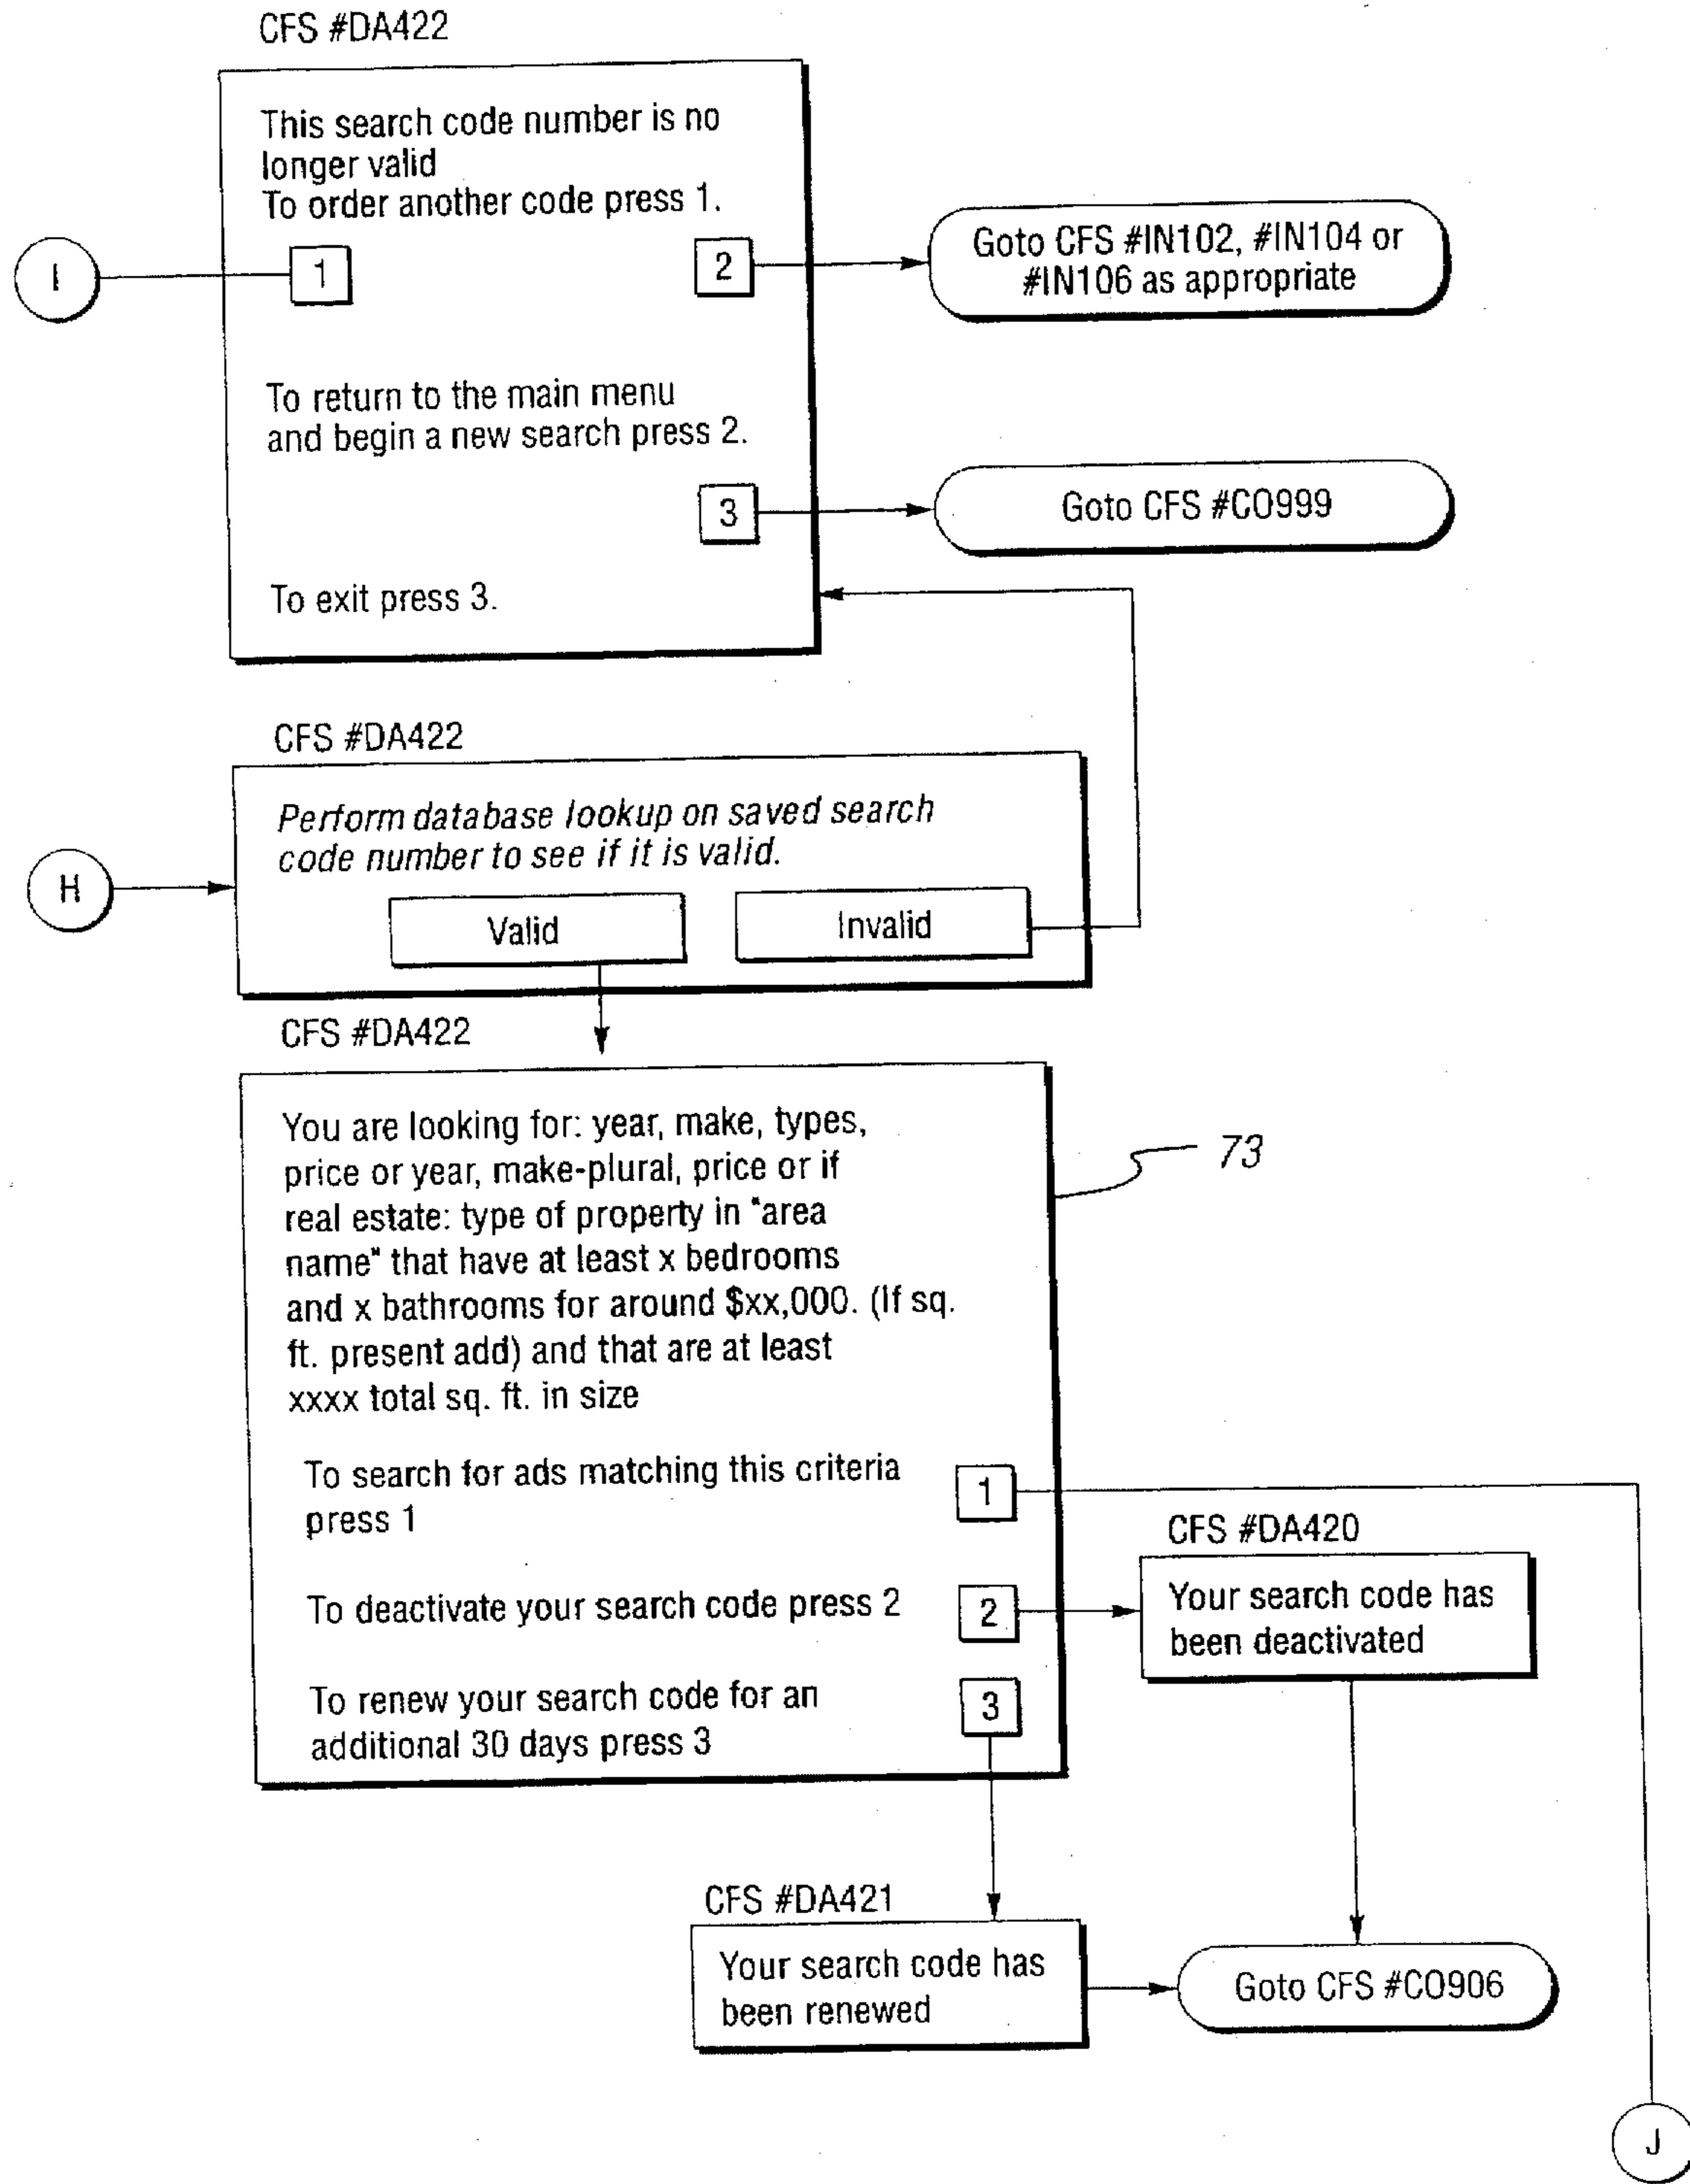 CFS #DA422
This search code number is no
longer valid
To order another code press 1.
I
1
2
Goto CFS #IN102, #IN104 or
#IN106 as appropriate
To return to the main menu
and begin a new search press 2.
3
Goto CFS #CO999
To exit press 3.
CFS #DA422
Perform database lookup on saved search
code number to see if it is valid.
H
Valid
Invalid
CFS #DA422
You are looking for: year, make, types,
price or year, make-plural, price or if
real estate: type of property in "area
name" that have at least x bedrooms
and x bathrooms for around $xx,000. (If sq.
ft. present add) and that are at least
xxxx total sq. ft. in size
73
To search for ads matching this criteria
press 1
1
To deactivate your search code press 2
2
CFS #DA420
Your search code has
been deactivated
To renew your search code for an
additional 30 days press 3
3
CFS #DA421
Your search code has
been renewed
Goto CFS #CO906
J